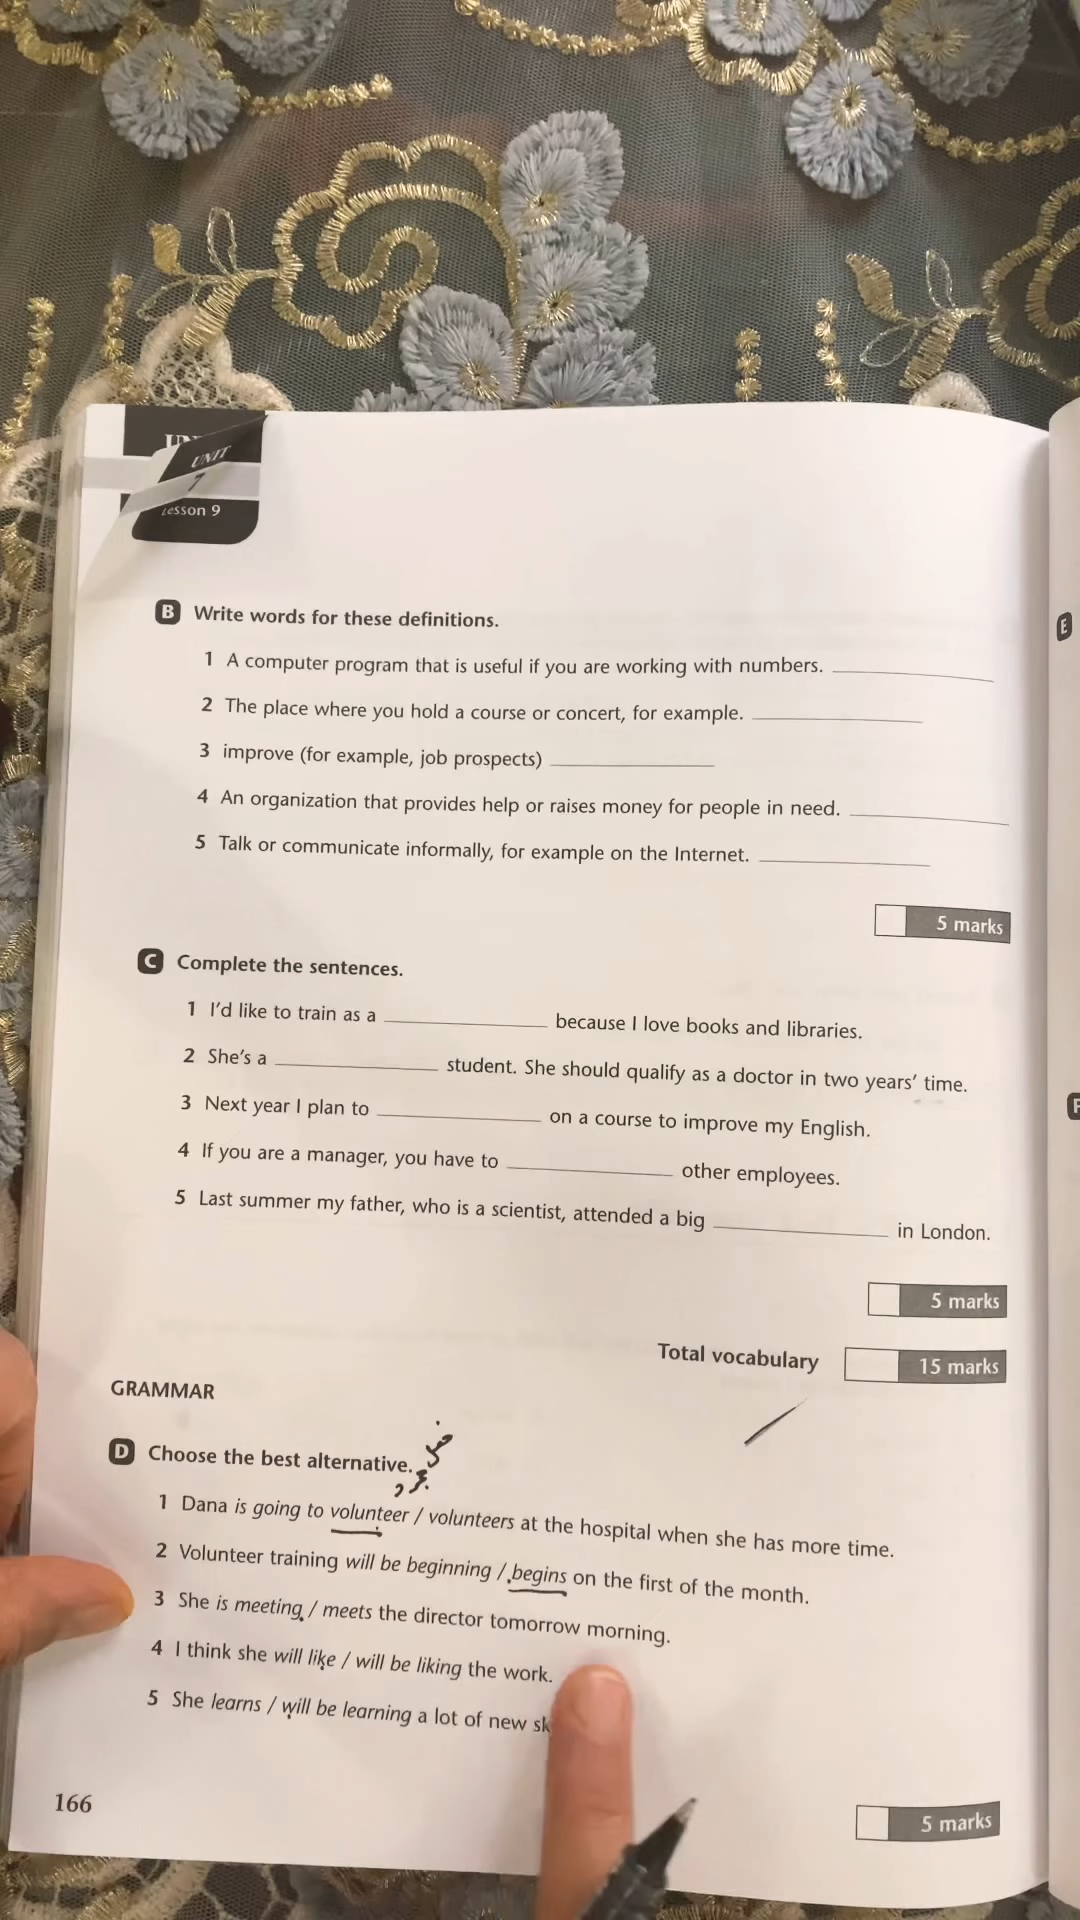 UNIT
7
Lesson 9
B Write words for these definitions.
1 A computer program that is useful if you are working with numbers.
2 The place where you hold a course or concert, for example.
3 improve (for example, job prospects)
4 An organization that provides help or raises money for people in need.
5 Talk or communicate informally, for example on the Internet.
5 marks
C Complete the sentences.
1 I'd like to train as a ____ because I love books and libraries.
2 She's a ____ student. She should qualify as a doctor in two years' time.
3 Next year I plan to ____ on a course to improve my English.
4 If you are a manager, you have to ____ other employees.
5 Last summer my father, who is a scientist, attended a big ____ in London.
5 marks
Total vocabulary 15 marks
GRAMMAR
D Choose the best alternative.
1 Dana is going to volunteer / volunteers at the hospital when she has more time.
2 Volunteer training will be beginning / begins on the first of the month.
3 She is meeting / meets the director tomorrow morning.
4 I think she will like / will be liking the work.
5 She learns / will be learning a lot of new
166
5 marks
E
F